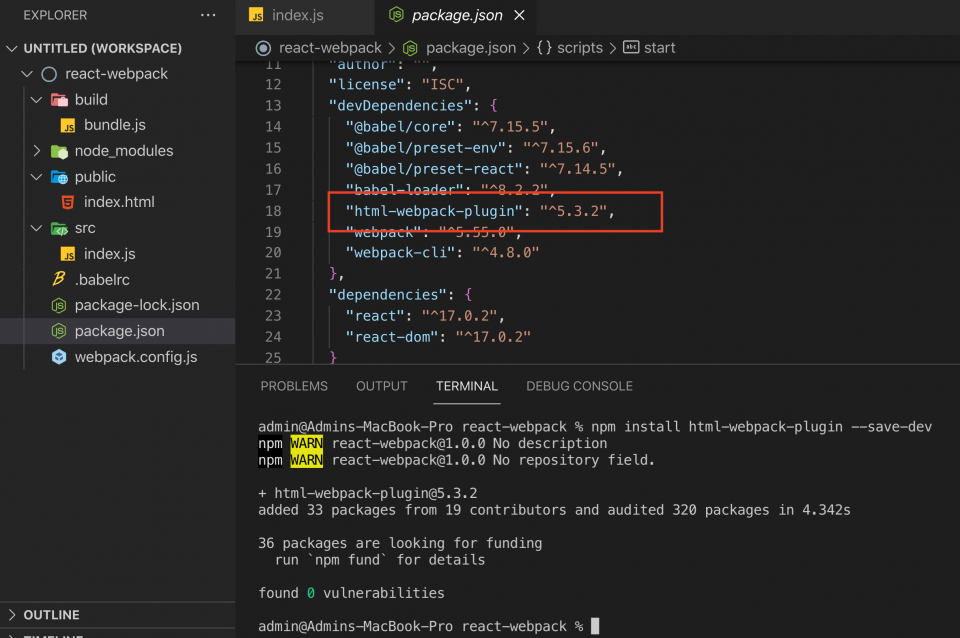 EXPLORER
UNTITLED (WORKSPACE)
react-webpack
build
JS bundle.js
node_modules
public
index.html
src
JS index.js
.babelrc
package-lock.json
package.json
webpack.config.js
OUTLINE
TIMELINE
JS index.js
package.json
react-webpack > package.json > {} scripts > abc start
11 "author": "",
12 "license": "ISC",
13 "devDependencies": {
14 "@babel/core": "^7.15.5",
15 "@babel/preset-env": "^7.15.6",
16 "@babel/preset-react": "^7.14.5",
17 "babel-loader": "^8.2.2",
18 "html-webpack-plugin": "^5.3.2",
19 "webpack": "^5.55.0",
20 "webpack-cli": "^4.8.0"
21 },
22 "dependencies": {
23 "react": "^17.0.2",
24 "react-dom": "^17.0.2"
25 }
PROBLEMS OUTPUT TERMINAL DEBUG CONSOLE
admin@Admins-MacBook-Pro react-webpack % npm install html-webpack-plugin --save-dev
npm WARN react-webpack@1.0.0 No description
npm WARN react-webpack@1.0.0 No repository field.
+ html-webpack-plugin@5.3.2
added 33 packages from 19 contributors and audited 320 packages in 4.342s
36 packages are looking for funding
run `npm fund` for details
found 0 vulnerabilities
admin@Admins-MacBook-Pro react-webpack %